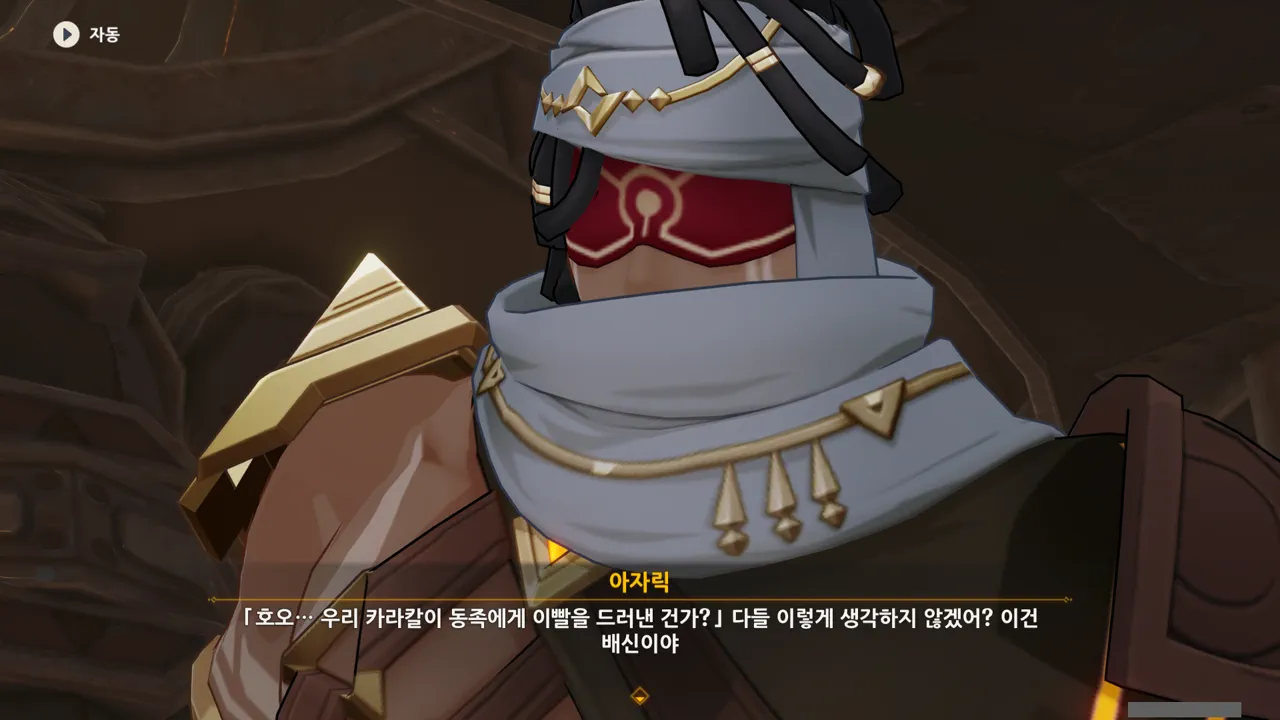 자동
아자릭
「호오… 우리 카라칼이 동족에게 이빨을 드러낸 건가?」 다들 이렇게 생각하지 않겠어? 이건
배신이야